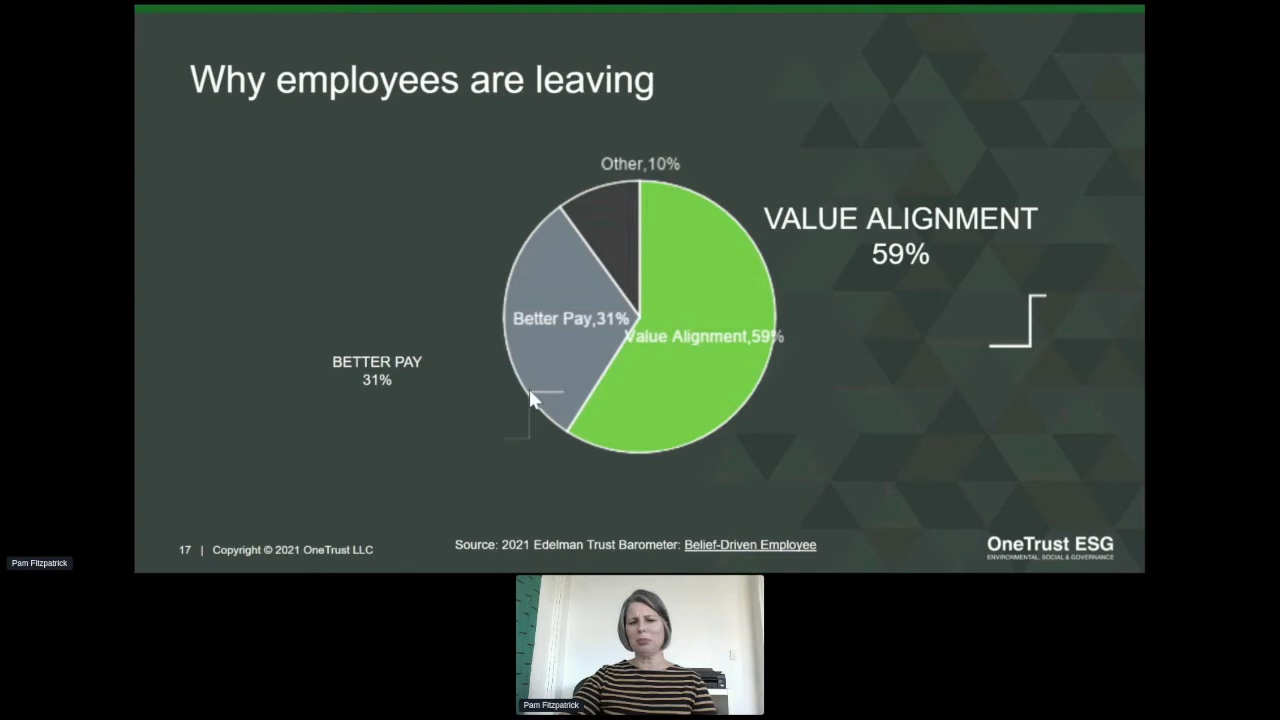 Why employees are leaving
Other,10%
VALUE ALIGNMENT
59%
Better Pay,31%
Value Alignment,59%
BETTER PAY
31%
17 | Copyright © 2021 OneTrust LLC
Source: 2021 Edelman Trust Barometer: Belief-Driven Employee
OneTrust ESG
ENVIRONMENTAL, SOCIAL & GOVERNANCE
Pam Fitzpatrick
Pam Fitzpatrick